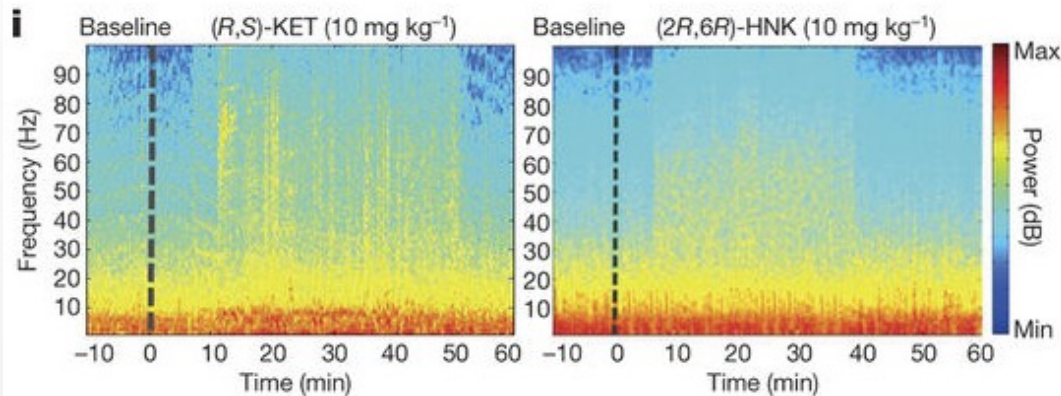 i
Baseline (R,S)-KET (10 mg kg⁻¹)
Baseline (2R,6R)-HNK (10 mg kg⁻¹)
Frequency (Hz)
90
80
70
60
50
40
30
20
10
–10 0 10 20 30 40 50 60
Time (min)
90
80
70
60
50
40
30
20
10
–10 0 10 20 30 40 50 60
Time (min)
Max
Power (dB)
Min